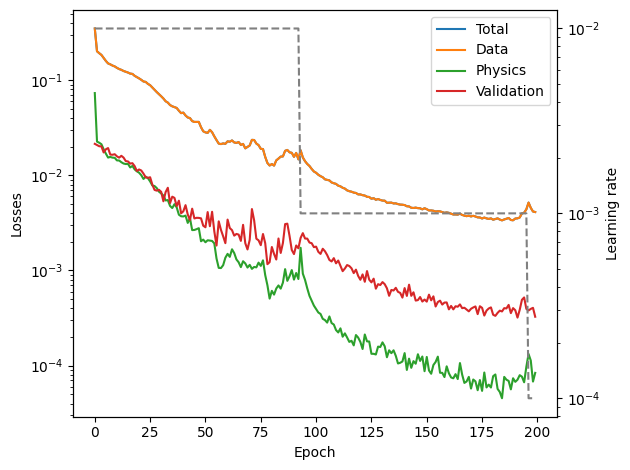 Total
Data
Physics
Validation
Losses
10⁻¹
10⁻²
10⁻³
10⁻⁴
Learning rate
10⁻²
10⁻³
10⁻⁴
0 25 50 75 100 125 150 175 200
Epoch